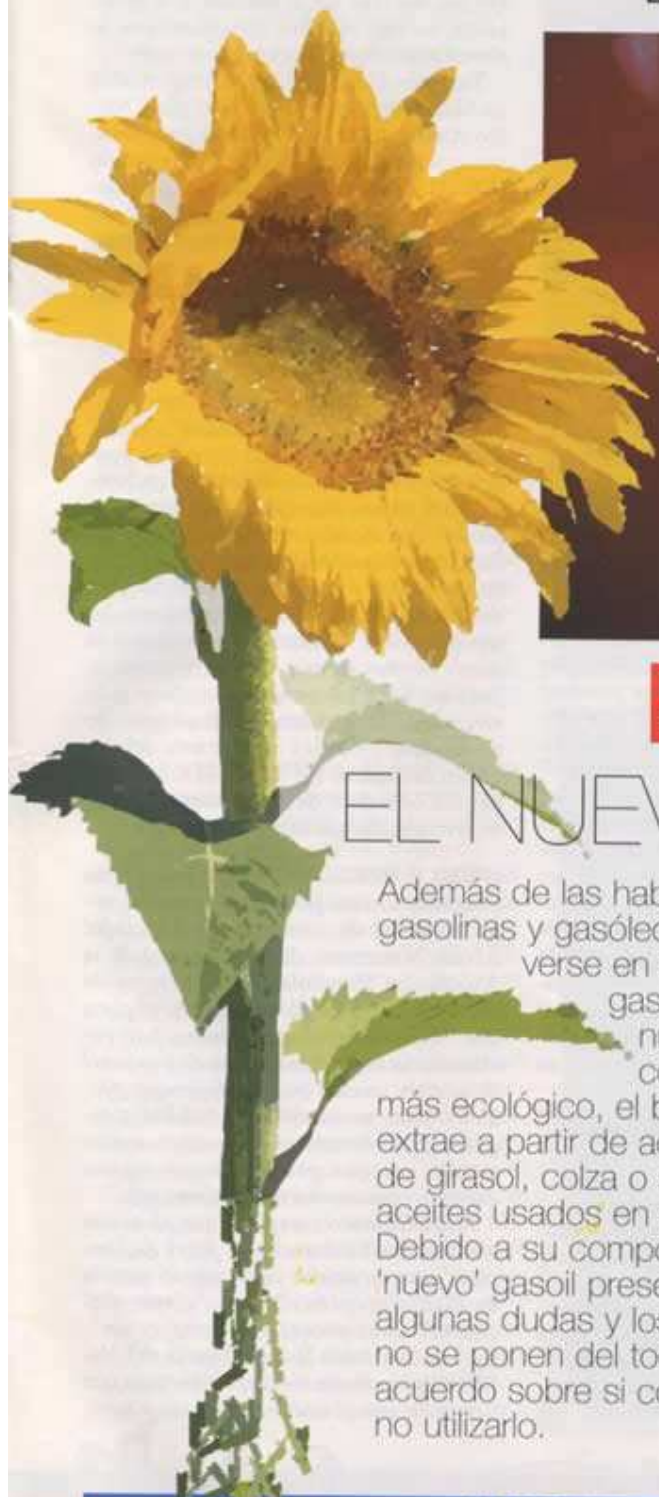 EL NUEV
Además de las hab
gasolinas y gasóleo
verse en
gas
n
c
más ecológico, el b
extrae a partir de ac
de girasol, colza o
aceites usados en
Debido a su compo
'nuevo' gasoil prese
algunas dudas y los
no se ponen del to
acuerdo sobre si co
no utilizarlo.